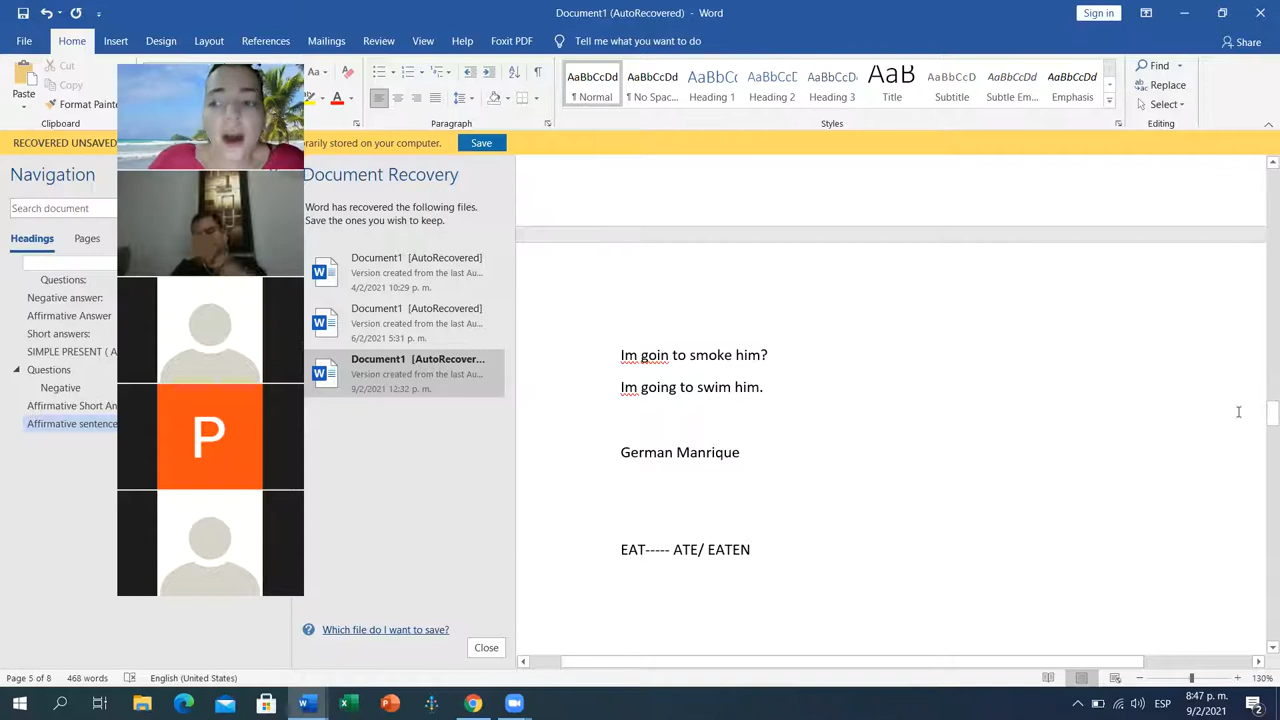 Document1 (AutoRecovered) - Word
Sign in
File Home Insert Design Layout References Mailings Review View Help Foxit PDF Tell me what you want to do Share
Cut
Copy
Format Painte
Paste
Clipboard
Aa
A
Paragraph
AaBbCcDd AaBbCcDd AaBbCc AaBbCcD AaBbCcDd AaB AaBbCcD AaBbCcDd AaBbCcDd
¶ Normal ¶ No Spac... Heading 1 Heading 2 Heading 3 Title Subtitle Subtle Em... Emphasis
Styles
Find
Replace
Select
Editing
RECOVERED UNSAVED
rarily stored on your computer.
Save
Navigation
Search document
Headings Pages
Questions:
Negative answer:
Affirmative Answer
Short answers:
SIMPLE PRESENT ( A
Questions
Negative
Affirmative Short An
Affirmative sentence
P
Document Recovery
Word has recovered the following files.
Save the ones you wish to keep.
Document1 [AutoRecovered]
Version created from the last Au...
4/2/2021 10:29 p. m.
Document1 [AutoRecovered]
Version created from the last Au...
6/2/2021 5:31 p. m.
Document1 [AutoRecover...
Version created from the last Au...
9/2/2021 12:32 p. m.
Which file do I want to save?
Close
Im goin to smoke him?
Im going to swim him.
German Manrique
EAT----- ATE/ EATEN
Page 5 of 8 468 words English (United States) 130%
ESP
8:47 p. m.
9/2/2021
2